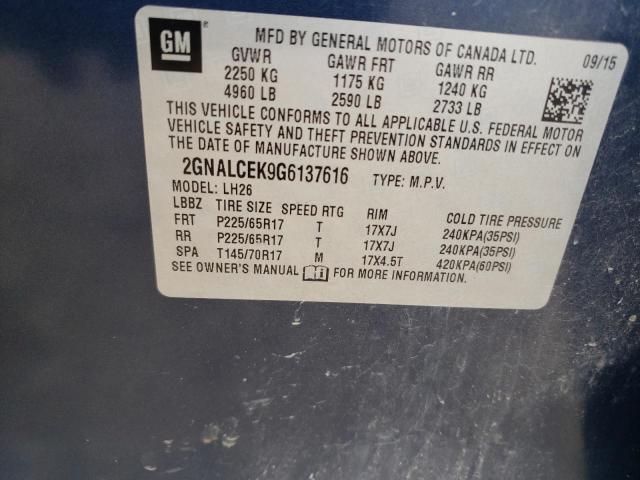 GM
MFD BY GENERAL MOTORS OF CANADA LTD. 09/15
GVWR GAWR FRT GAWR RR
2250 KG 1175 KG 1240 KG
4960 LB 2590 LB 2733 LB
THIS VEHICLE CONFORMS TO ALL APPLICABLE U.S. FEDERAL MOTOR
VEHICLE SAFETY AND THEFT PREVENTION STANDARDS IN EFFECT ON
THE DATE OF MANUFACTURE SHOWN ABOVE.
2GNALCEK9G6137616 TYPE: M.P.V.
MODEL: LH26
LBBZ TIRE SIZE SPEED RTG RIM COLD TIRE PRESSURE
FRT P225/65R17 T 17X7J 240KPA(35PSI)
RR P225/65R17 T 17X7J 240KPA(35PSI)
SPA T145/70R17 M 17X4.5T 420KPA(60PSI)
SEE OWNER'S MANUAL FOR MORE INFORMATION.